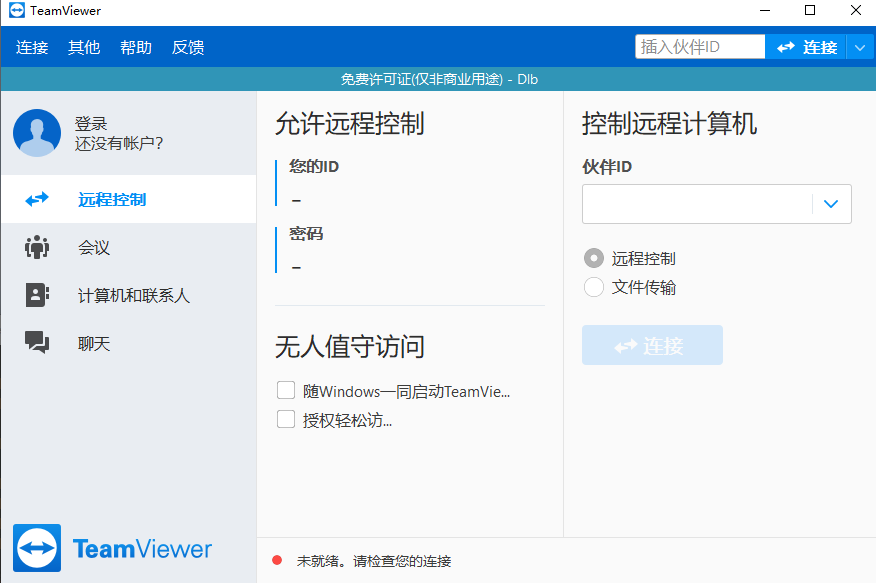 TeamViewer
连接 其他 帮助 反馈
插入伙伴ID
连接
免费许可证(仅非商业用途) - Dlb
登录
还没有帐户?
远程控制
会议
计算机和联系人
聊天
TeamViewer
允许远程控制
您的ID
–
密码
–
无人值守访问
随Windows一同启动TeamVie...
授权轻松访...
控制远程计算机
伙伴ID
远程控制
文件传输
连接
未就绪。请检查您的连接